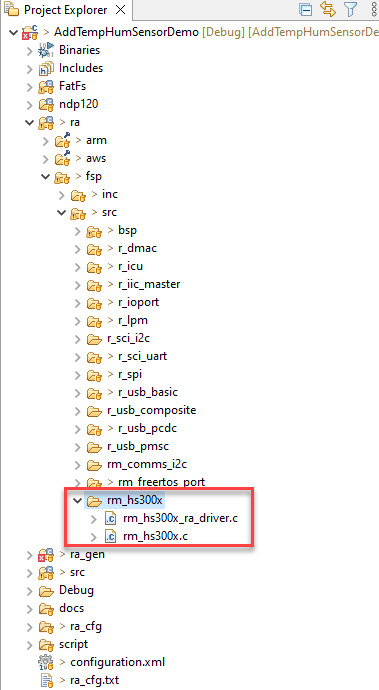 Project Explorer
> AddTempHumSensorDemo [Debug] [AddTempHumSensorDer
Binaries
Includes
> FatFs
> ndp120
> ra
> arm
> aws
> fsp
> inc
> src
> bsp
> r_dmac
> r_icu
> r_iic_master
> r_ioport
> r_lpm
r_sci_i2c
> r_sci_uart
> r_spi
> r_usb_basic
r_usb_composite
> r_usb_pcdc
r_usb_pmsc
rm_comms_i2c
> rm_freertos_port
rm_hs300x
rm_hs300x_ra_driver.c
rm_hs300x.c
> ra_gen
> src
Debug
docs
> ra_cfg
script
> configuration.xml
> ra_cfg.txt